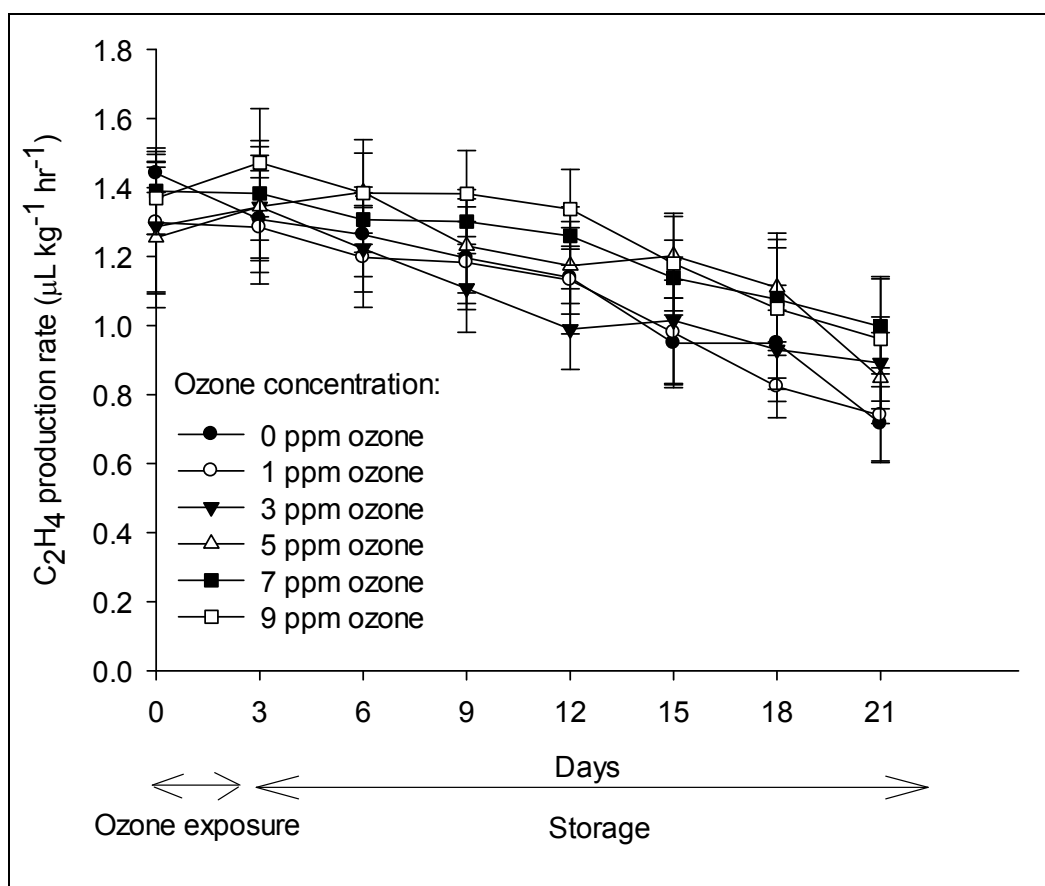 C₂H₄ production rate (μL kg⁻¹ hr⁻¹)
1.8
1.6
1.4
1.2
1.0
0.8
0.6
0.4
0.2
0.0
Ozone concentration:
0 ppm ozone
1 ppm ozone
3 ppm ozone
5 ppm ozone
7 ppm ozone
9 ppm ozone
0 3 6 9 12 15 18 21
Days
Ozone exposure
Storage